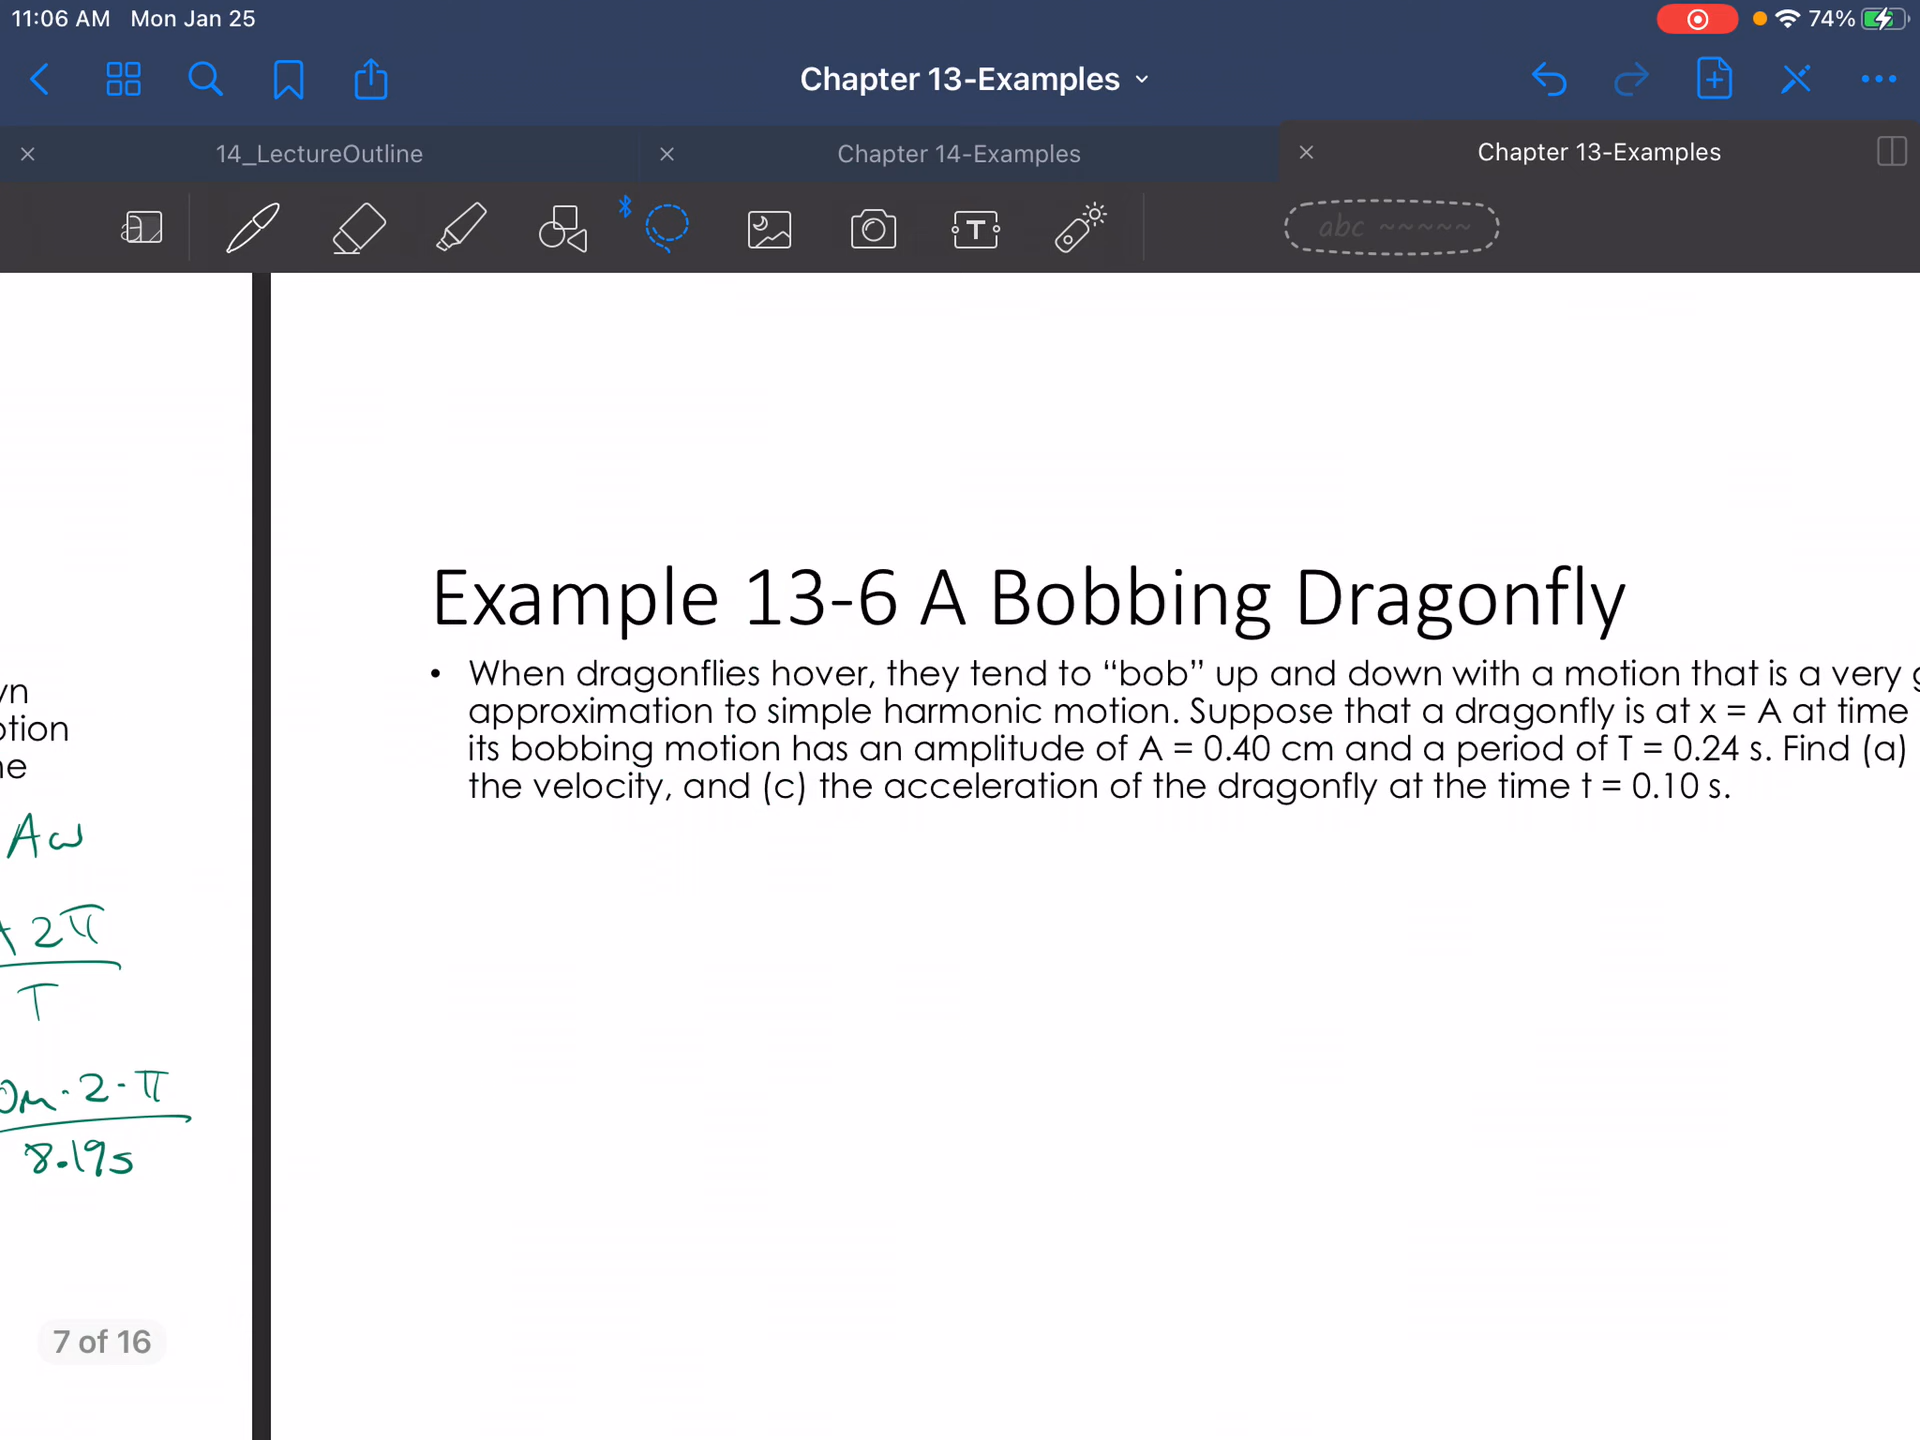 11:06 AM Mon Jan 25
74%
Chapter 13-Examples
14_LectureOutline
Chapter 14-Examples
Chapter 13-Examples
abc
Example 13-6 A Bobbing Dragonfly
• When dragonflies hover, they tend to “bob” up and down with a motion that is a very
approximation to simple harmonic motion. Suppose that a dragonfly is at x = A at time
its bobbing motion has an amplitude of A = 0.40 cm and a period of T = 0.24 s. Find (a)
the velocity, and (c) the acceleration of the dragonfly at the time t = 0.10 s.
Aω
2π
T
m · 2 · π
8.19s
7 of 16